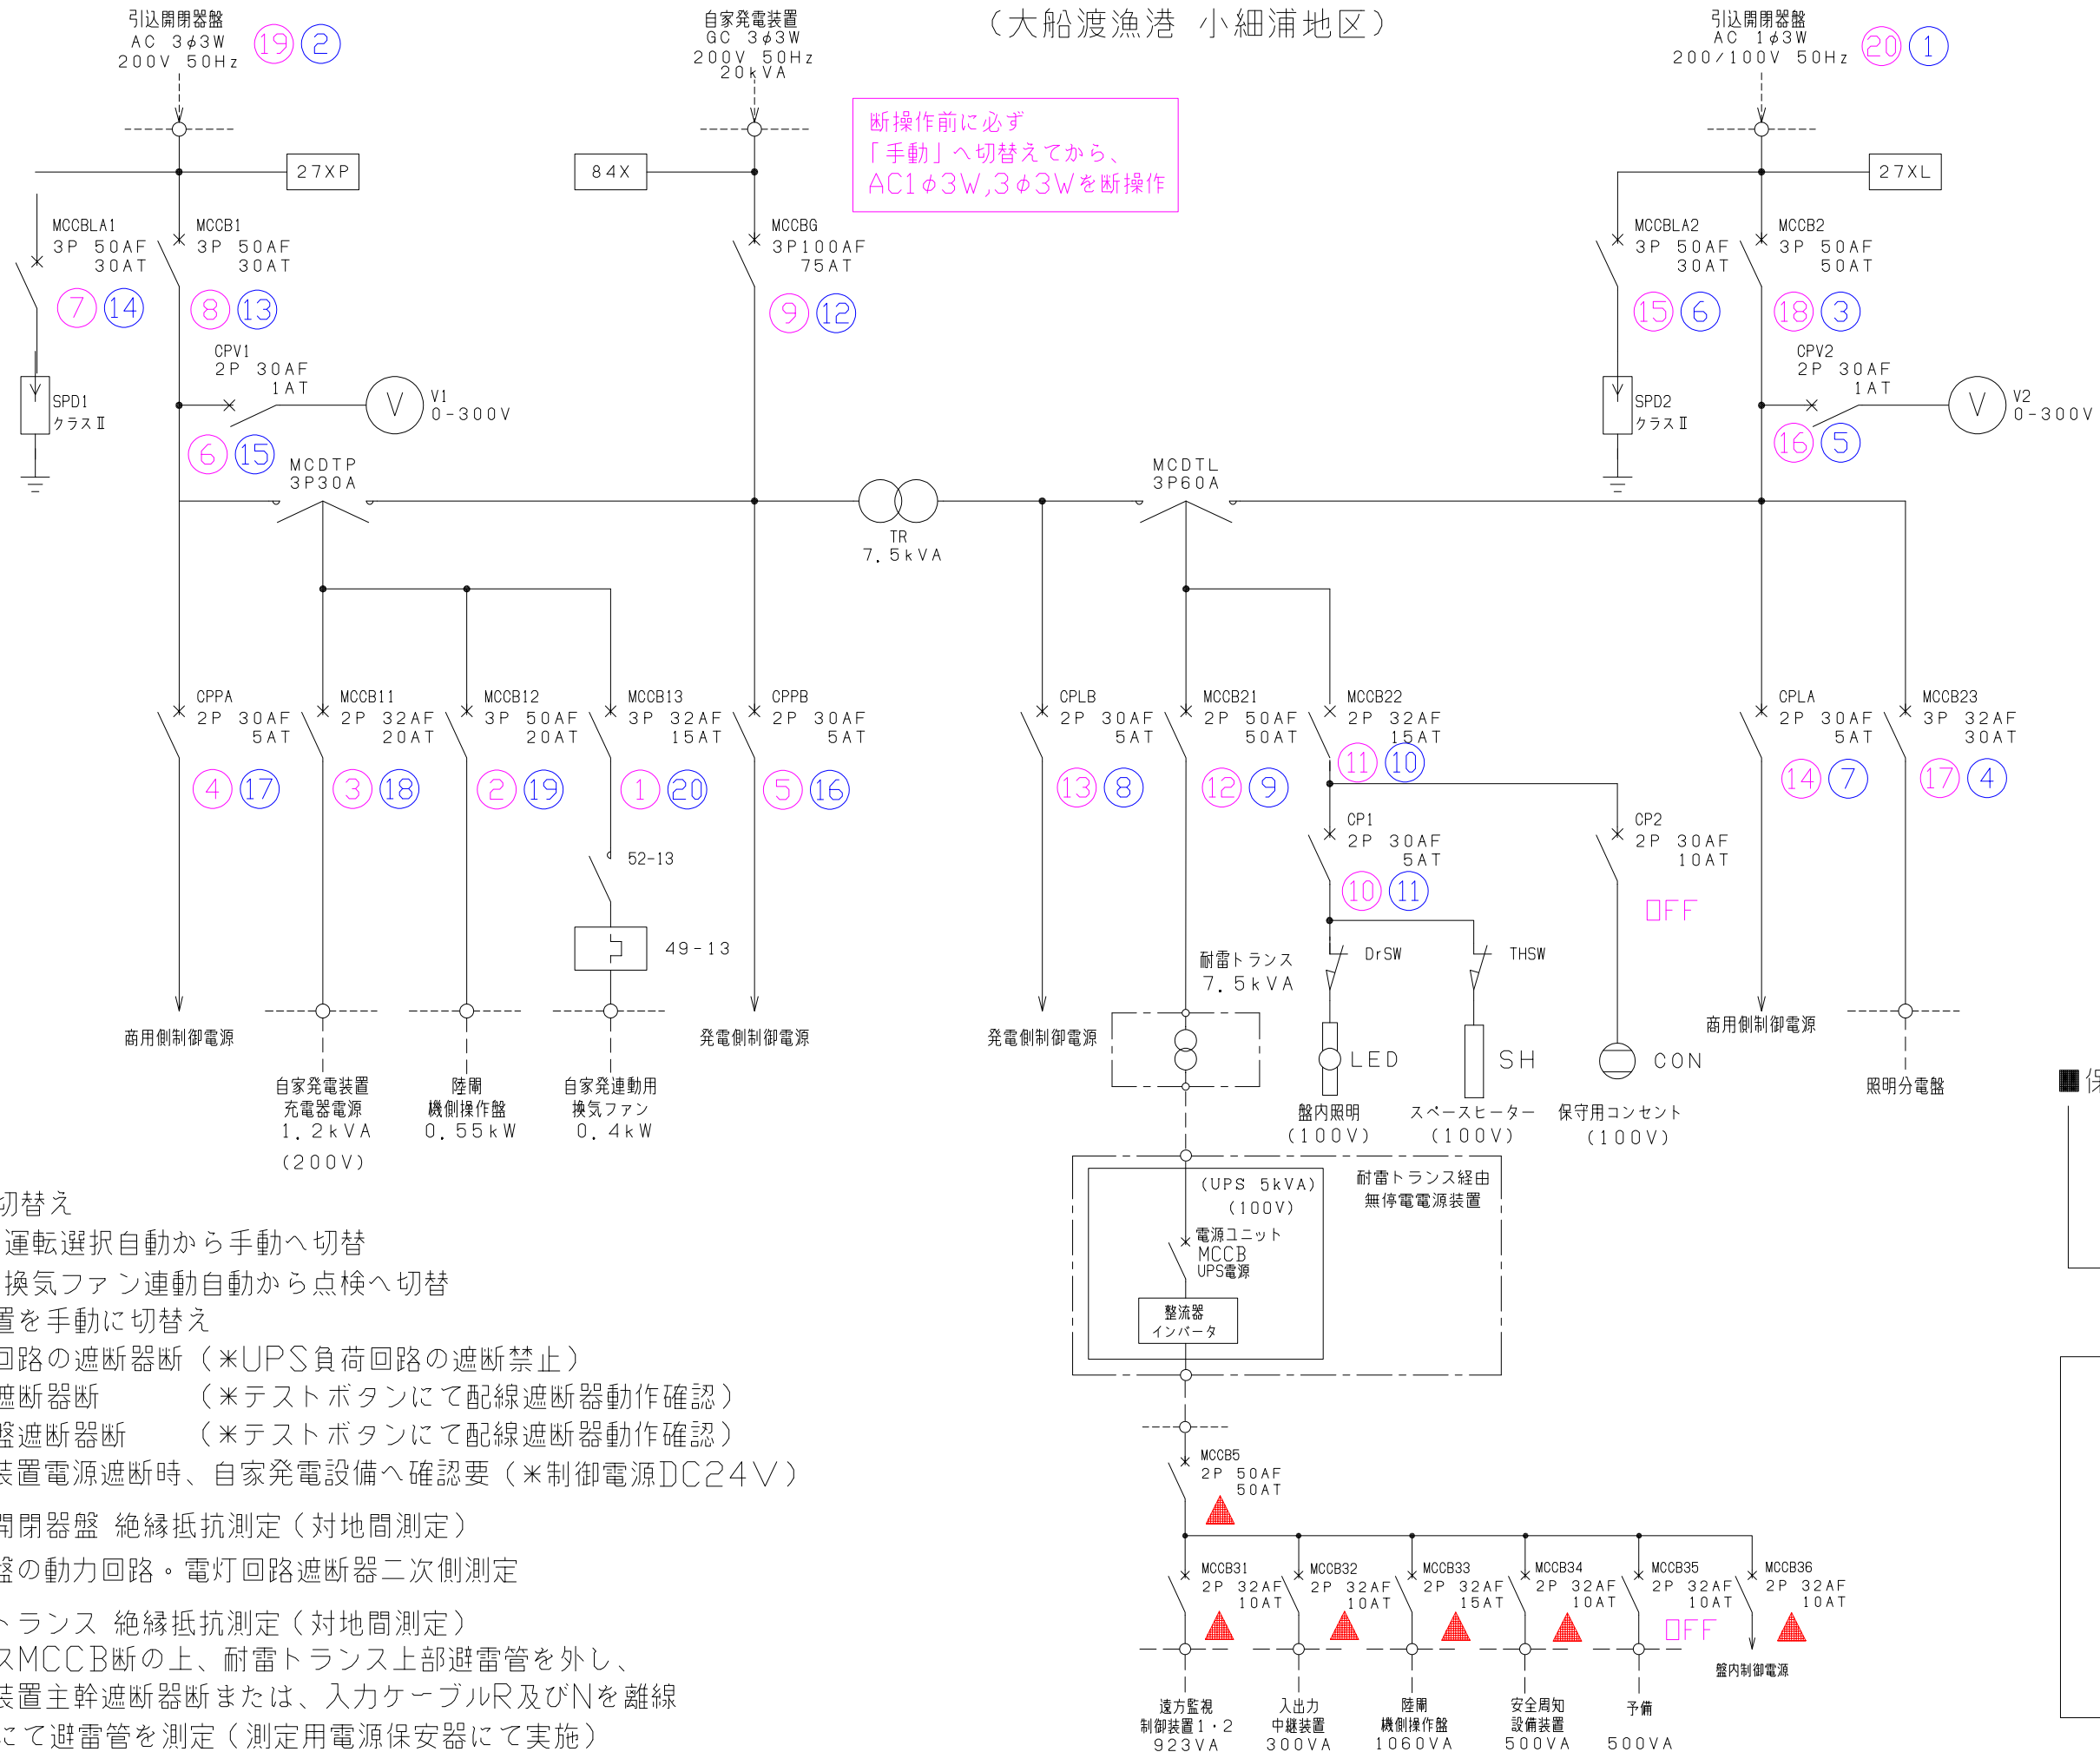 (大船渡漁港 小細浦地区)
引込開閉器盤
AC 3φ3W
200V 50Hz
19 2
自家発電装置
GC 3φ3W
200V 50Hz
20kVA
引込開閉器盤
AC 1φ3W
200/100V 50Hz
20 1
断操作前に必ず
「手動」へ切替えてから、
AC1φ3W,3φ3Wを断操作
27XP
84X
27XL
MCCBLA1
3P 50AF
30AT
7 14
MCCB1
3P 50AF
30AT
8 13
MCCBG
3P100AF
75AT
9 12
MCCBLA2
3P 50AF
30AT
15 6
MCCB2
3P 50AF
50AT
18 3
SPD1
クラスⅡ
CPV1
2P 30AF
1AT
V
V1
0-300V
6 15
SPD2
クラスⅡ
CPV2
2P 30AF
1AT
V
V2
0-300V
16 5
MCDTP
3P30A
TR
7.5kVA
MCDTL
3P60A
CPPA
2P 30AF
5AT
4 17
MCCB11
2P 32AF
20AT
3 18
MCCB12
3P 50AF
20AT
2 19
MCCB13
3P 32AF
15AT
1 20
CPPB
2P 30AF
5AT
5 16
CPLB
2P 30AF
5AT
13 8
MCCB21
2P 50AF
50AT
12 9
MCCB22
2P 32AF
15AT
11 10
CPLA
2P 30AF
5AT
14 7
MCCB23
3P 32AF
30AT
17 4
CP1
2P 30AF
5AT
10 11
CP2
2P 30AF
10AT
OFF
52-13
49-13
耐雷トランス
7.5kVA
DrSW
THSW
LED
SH
CON
商用側制御電源
自家発電装置
充電器電源
1.2kVA
(200V)
陸閘
機側操作盤
0.55kW
自家発連動用
換気ファン
0.4kW
発電側制御電源
発電側制御電源
盤内照明
(100V)
スペースヒーター
(100V)
保守用コンセント
(100V)
商用側制御電源
照明分電盤
■保
(UPS 5kVA)
(100V)
耐雷トランス経由
無停電電源装置
電源ユニット
MCCB
UPS電源
整流器
インバータ
切替え
運転選択自動から手動へ切替
換気ファン連動自動から点検へ切替
置を手動に切替え
回路の遮断器断(*UPS負荷回路の遮断禁止)
遮断器断 (*テストボタンにて配線遮断器動作確認)
盤遮断器断 (*テストボタンにて配線遮断器動作確認)
装置電源遮断時、自家発電設備へ確認要(*制御電源DC24V)
開閉器盤 絶縁抵抗測定(対地間測定)
盤の動力回路。電灯回路遮断器二次側測定
トランス 絶縁抵抗測定(対地間測定)
スMCCB断の上、耐雷トランス上部避雷管を外し、
装置主幹遮断器断または、入力ケーブルR及びNを離線
にて避雷管を測定(測定用電源保安器にて実施)
MCCB5
2P 50AF
50AT
MCCB31
2P 32AF
10AT
MCCB32
2P 32AF
10AT
MCCB33
2P 32AF
15AT
MCCB34
2P 32AF
10AT
MCCB35
2P 32AF
10AT
OFF
MCCB36
2P 32AF
10AT
遠方監視
制御装置1・2
923VA
入出力
中継装置
300VA
陸閘
機側操作盤
1060VA
安全周知
設備装置
500VA
予備
500VA
盤内制御電源